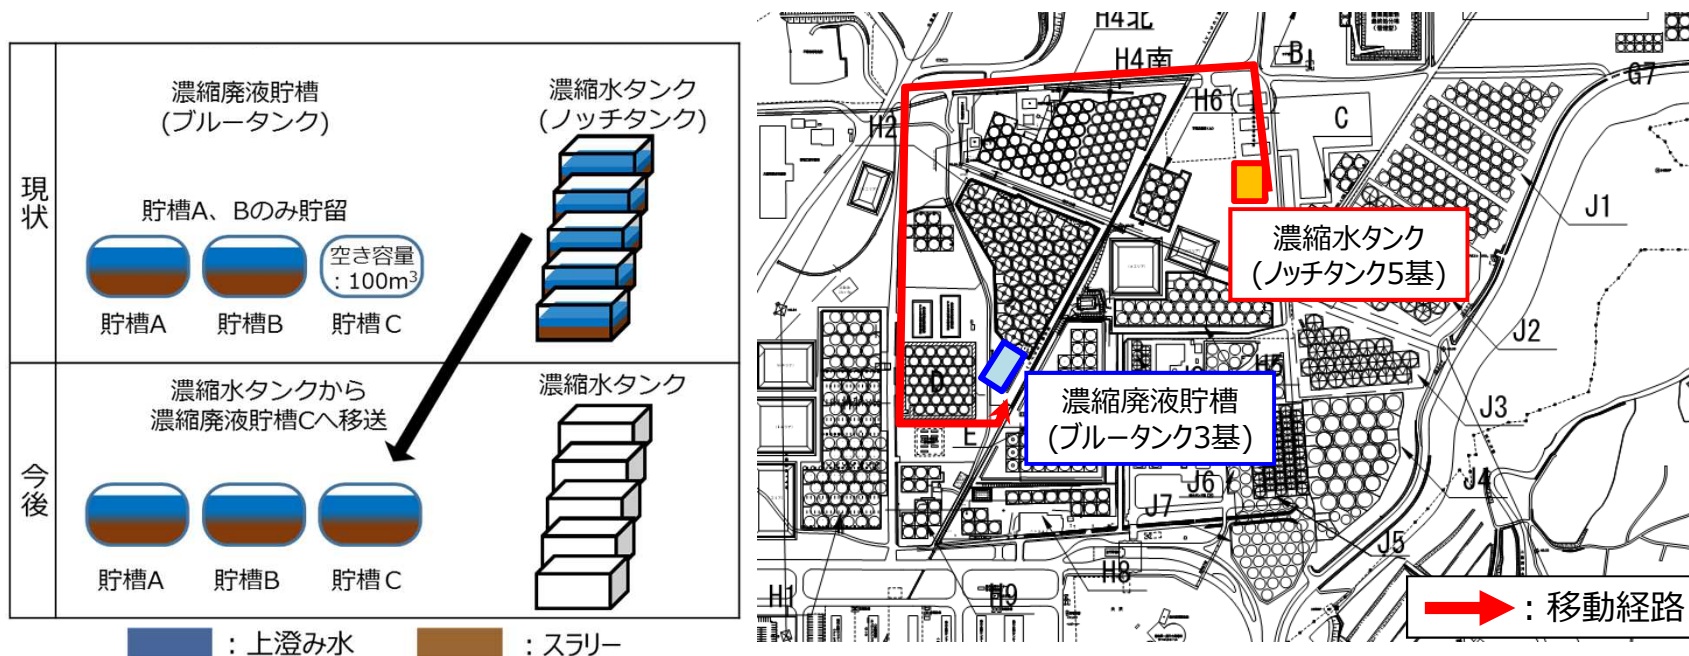 現状
濃縮廃液貯槽
(ブルータンク)
濃縮水タンク
(ノッチタンク)
貯槽A、Bのみ貯留
空き容量
：100m³
貯槽A
貯槽B
貯槽C
今後
濃縮水タンクから
濃縮廃液貯槽Cへ移送
濃縮水タンク
貯槽A
貯槽B
貯槽C
：上澄み水
：スラリー
H4北
H4南
B
G7
H2
H6(
C
J1
濃縮水タンク
(ノッチタンク5基)
J2
D
H5
濃縮廃液貯槽
(ブルータンク3基)
J3
E
J6
J4
J7
J5
H8
H1
H9
：移動経路